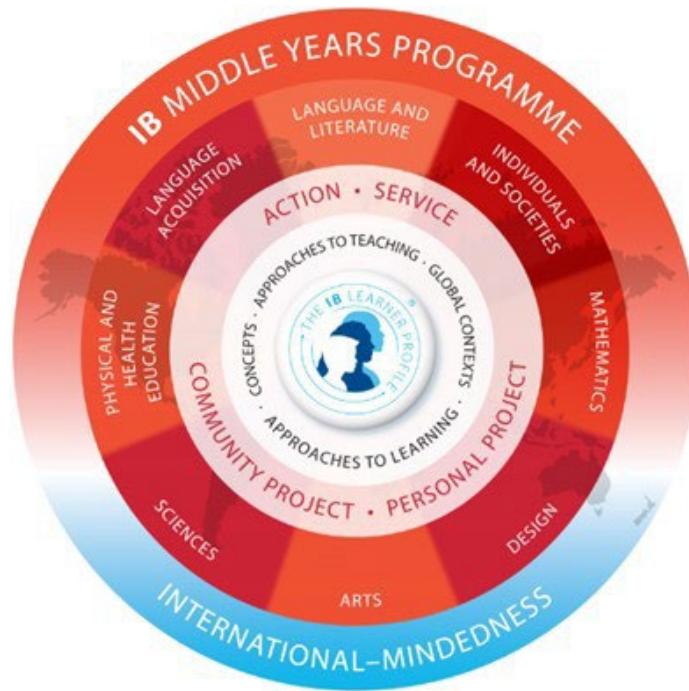 IB MIDDLE YEARS PROGRAMME
LANGUAGE AND
LITERATURE
INDIVIDUALS
AND SOCIETIES
MATHEMATICS
DESIGN
ARTS
SCIENCES
PHYSICAL AND
HEALTH
EDUCATION
LANGUAGE
ACQUISITION
ACTION • SERVICE
PERSONAL PROJECT
COMMUNITY PROJECT •
APPROACHES TO TEACHING · GLOBAL CONTEXTS ·
APPROACHES TO LEARNING ·
CONCEPTS ·
THE IB LEARNER PROFILE ®
INTERNATIONAL–MINDEDNESS